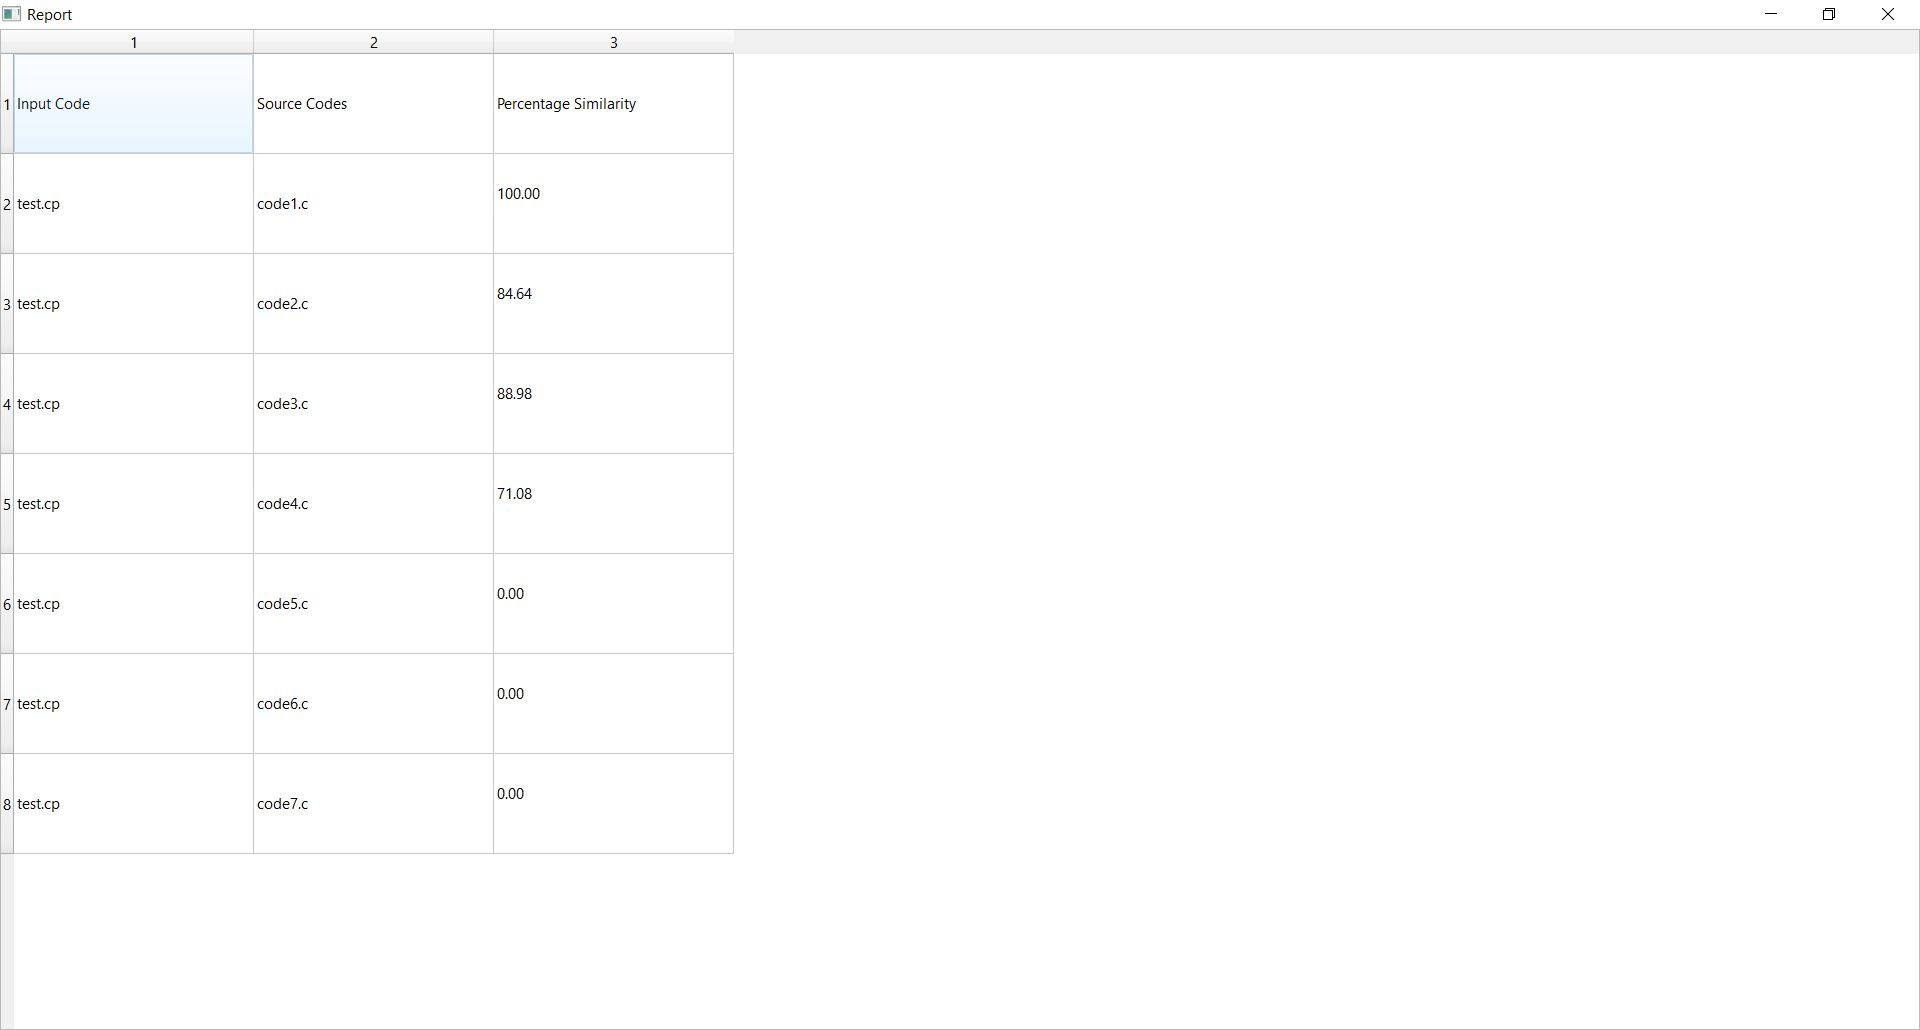 Report
1 2 3
1 Input Code Source Codes Percentage Similarity
2 test.cp code1.c 100.00
3 test.cp code2.c 84.64
4 test.cp code3.c 88.98
5 test.cp code4.c 71.08
6 test.cp code5.c 0.00
7 test.cp code6.c 0.00
8 test.cp code7.c 0.00